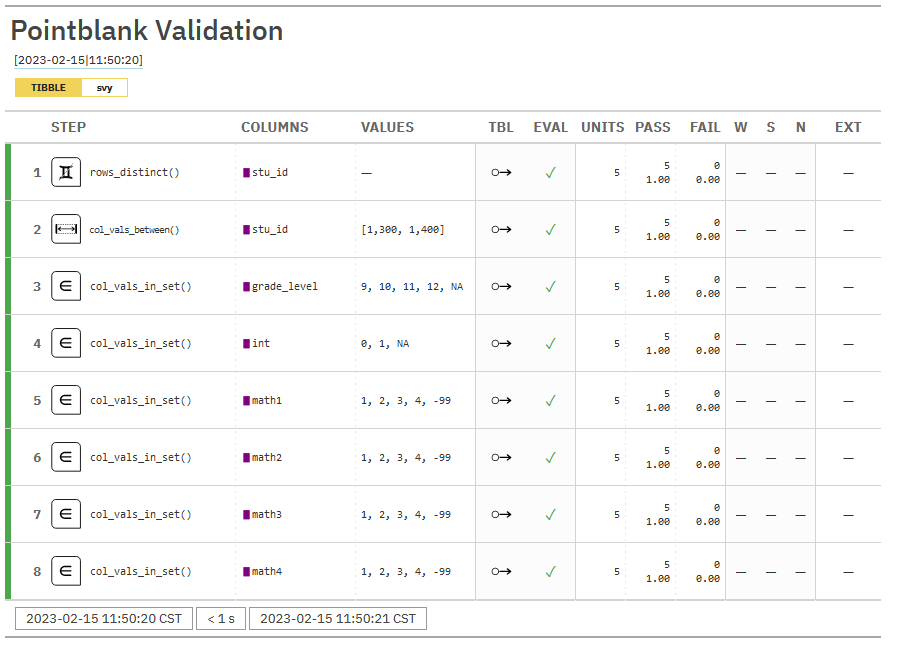 Pointblank Validation
[2023-02-15|11:50:20]
TIBBLE svy
STEP COLUMNS VALUES TBL EVAL UNITS PASS FAIL W S N EXT
1 rows_distinct() stu_id — ✓ 5 5 0 — — — —
1.00 0.00
2 col_vals_between() stu_id [1,300, 1,400] ✓ 5 5 0 — — — —
1.00 0.00
3 ∈ col_vals_in_set() grade_level 9, 10, 11, 12, NA ✓ 5 5 0 — — — —
1.00 0.00
4 ∈ col_vals_in_set() int 0, 1, NA ✓ 5 5 0 — — — —
1.00 0.00
5 ∈ col_vals_in_set() math1 1, 2, 3, 4, -99 ✓ 5 5 0 — — — —
1.00 0.00
6 ∈ col_vals_in_set() math2 1, 2, 3, 4, -99 ✓ 5 5 0 — — — —
1.00 0.00
7 ∈ col_vals_in_set() math3 1, 2, 3, 4, -99 ✓ 5 5 0 — — — —
1.00 0.00
8 ∈ col_vals_in_set() math4 1, 2, 3, 4, -99 ✓ 5 5 0 — — — —
1.00 0.00
2023-02-15 11:50:20 CST < 1 s 2023-02-15 11:50:21 CST